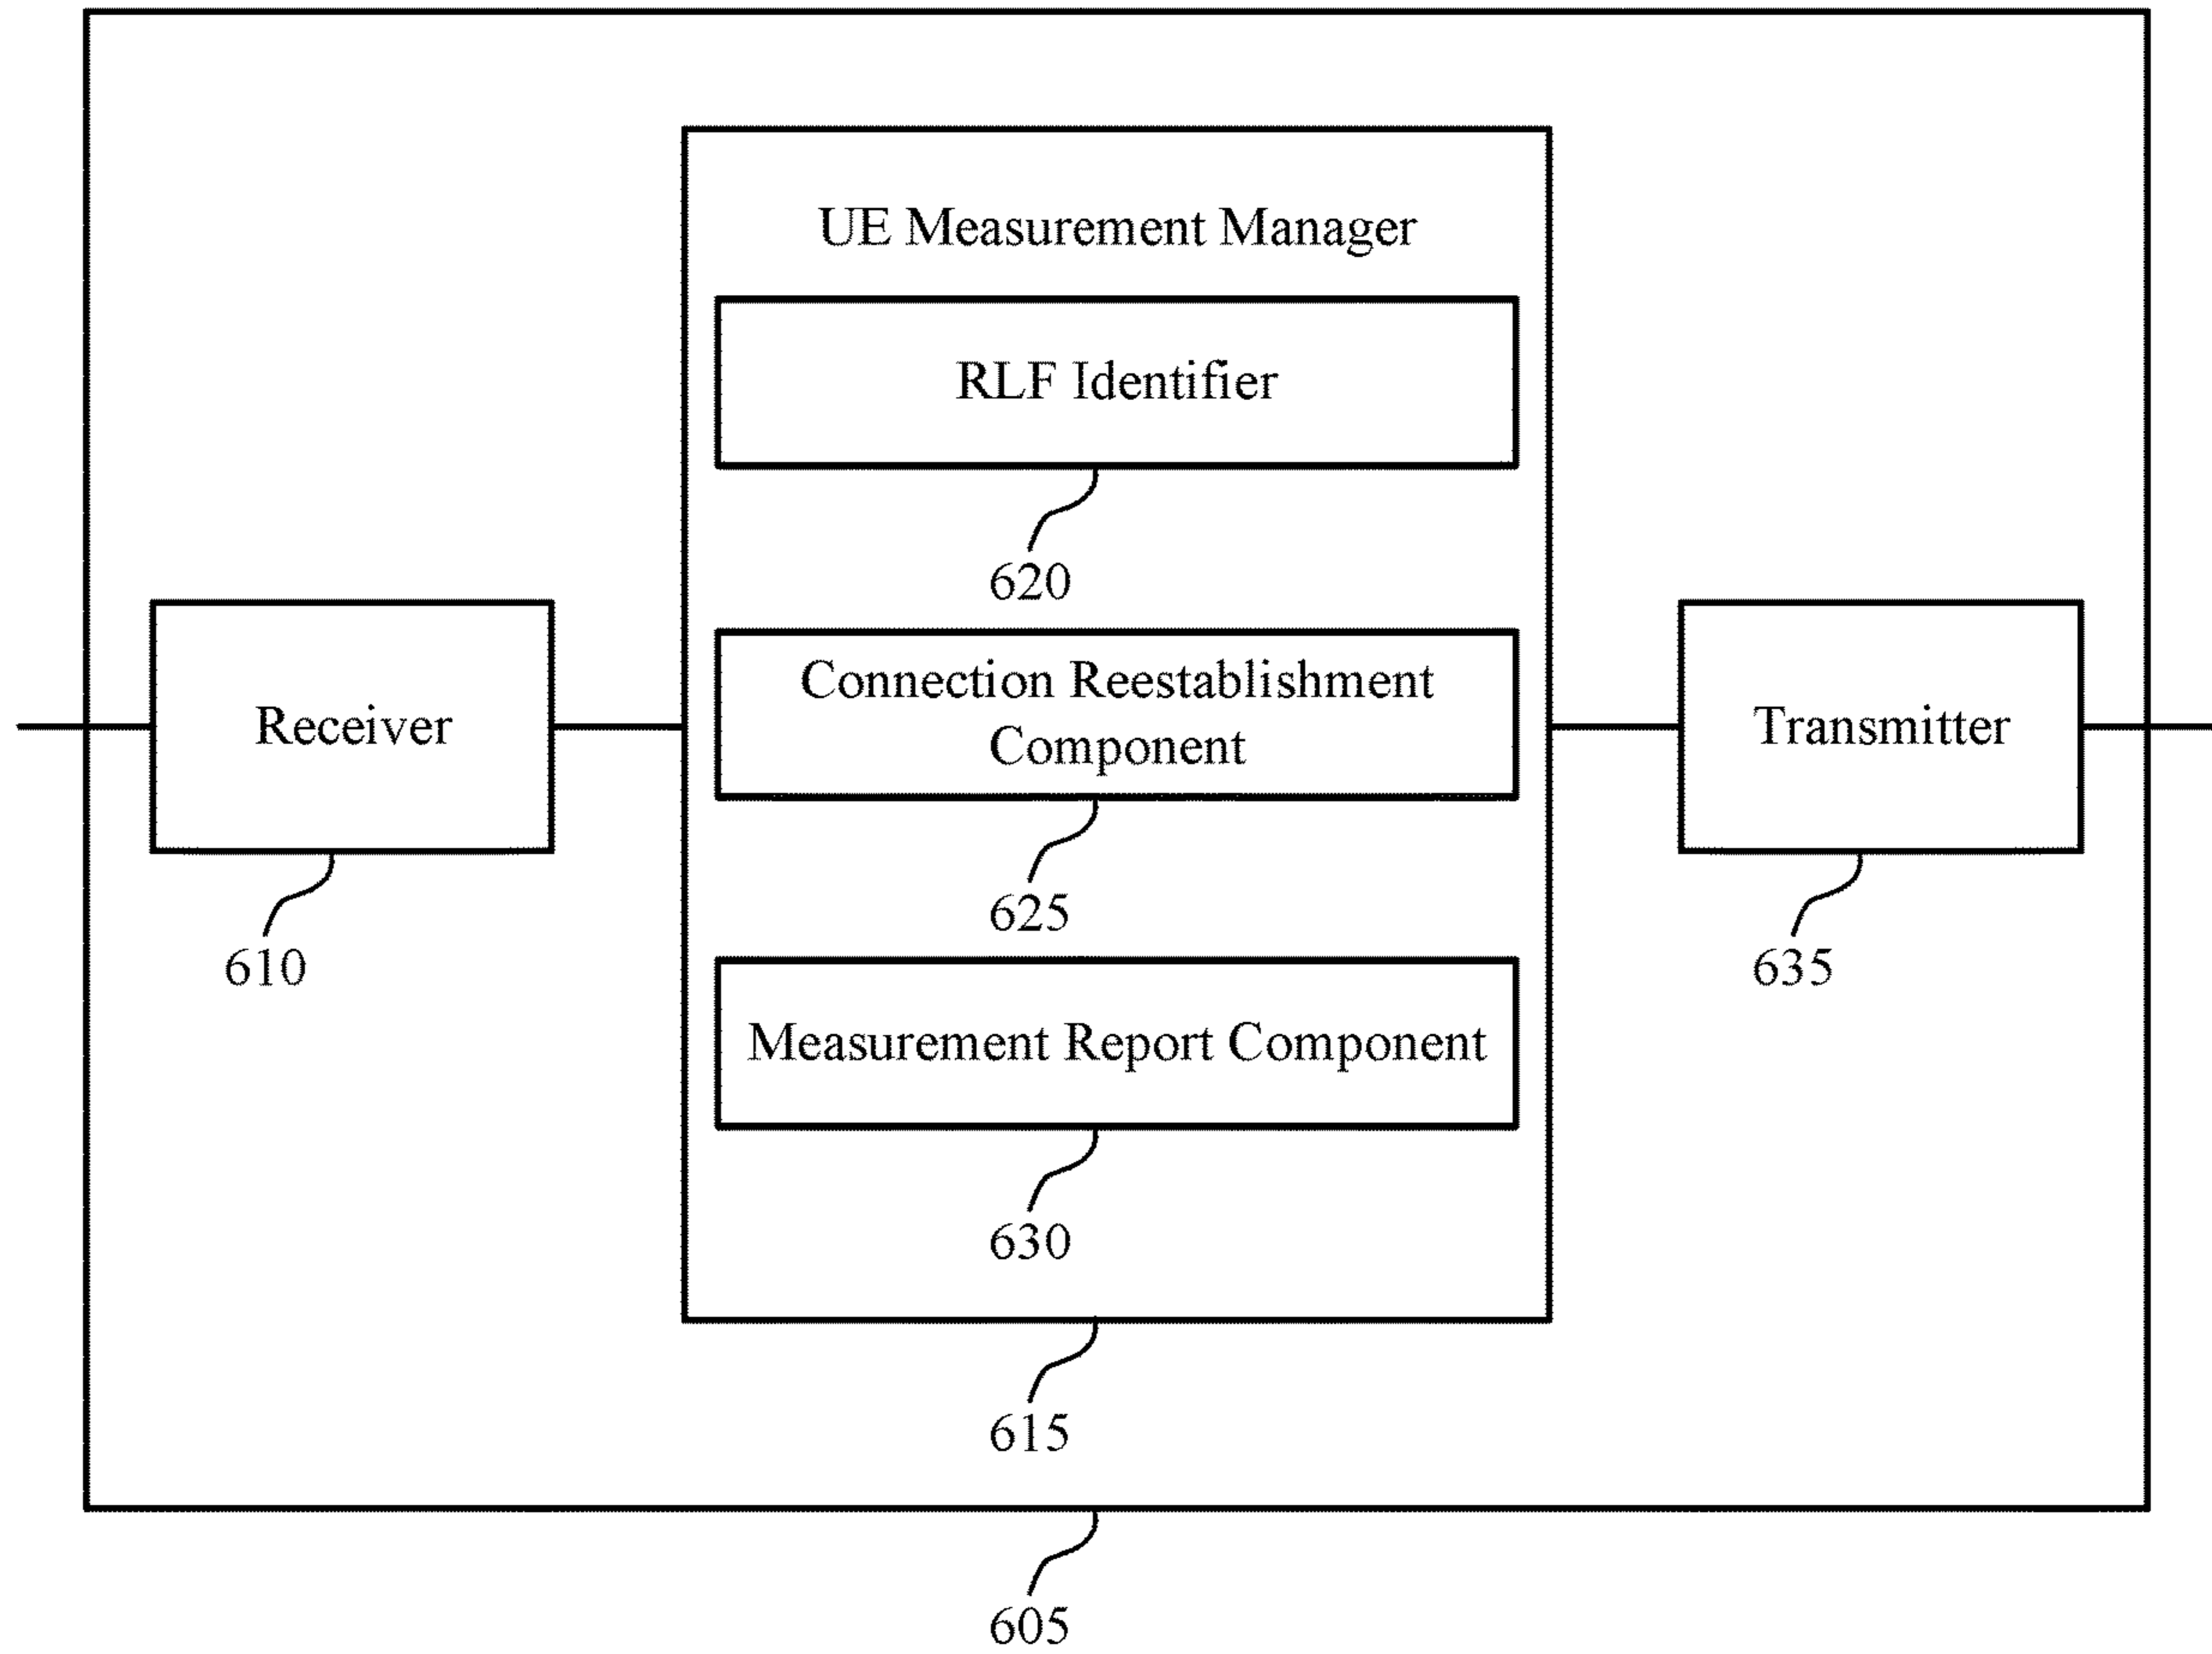 UE Measurement Manager
RLF Identifier
620
Receiver
610
Connection Reestablishment
Component
625
Transmitter
635
Measurement Report Component
630
615
605